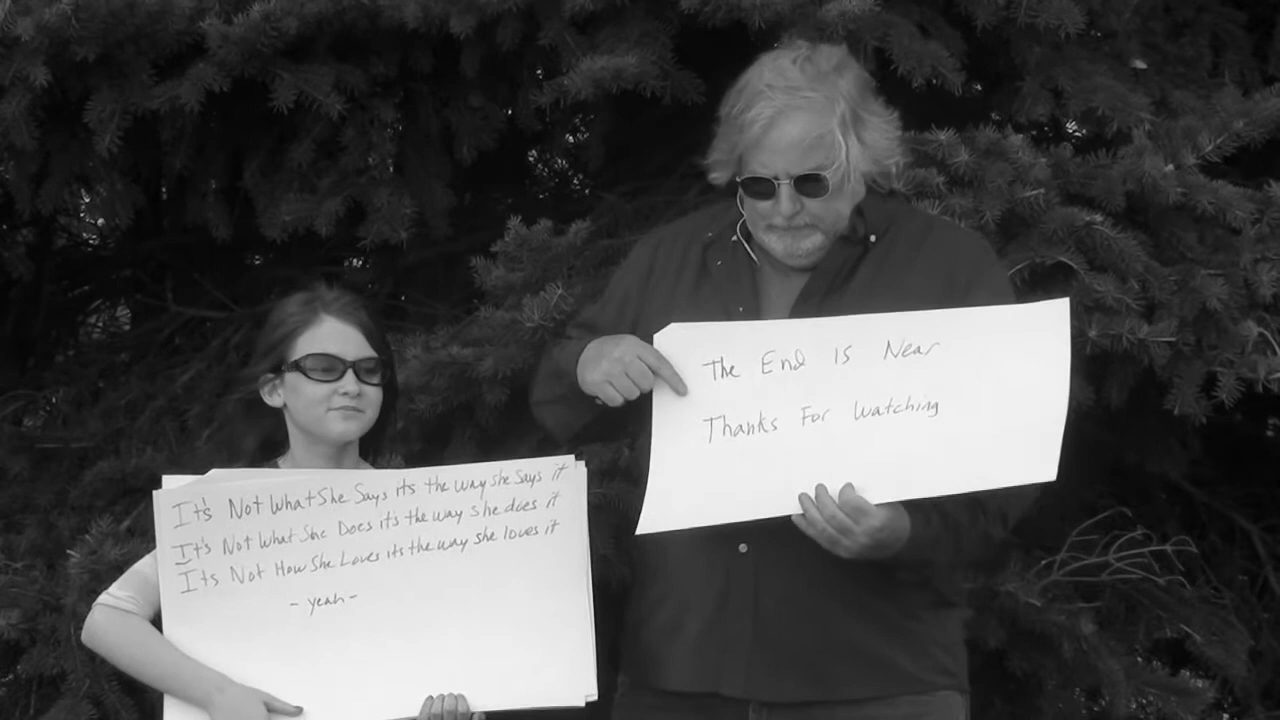 It's Not What She Says its the way she says it
It's Not What She Does it's the way she does it
Its Not How She Loves its the way she loves it
- yeah -
The End Is Near
Thanks For Watching